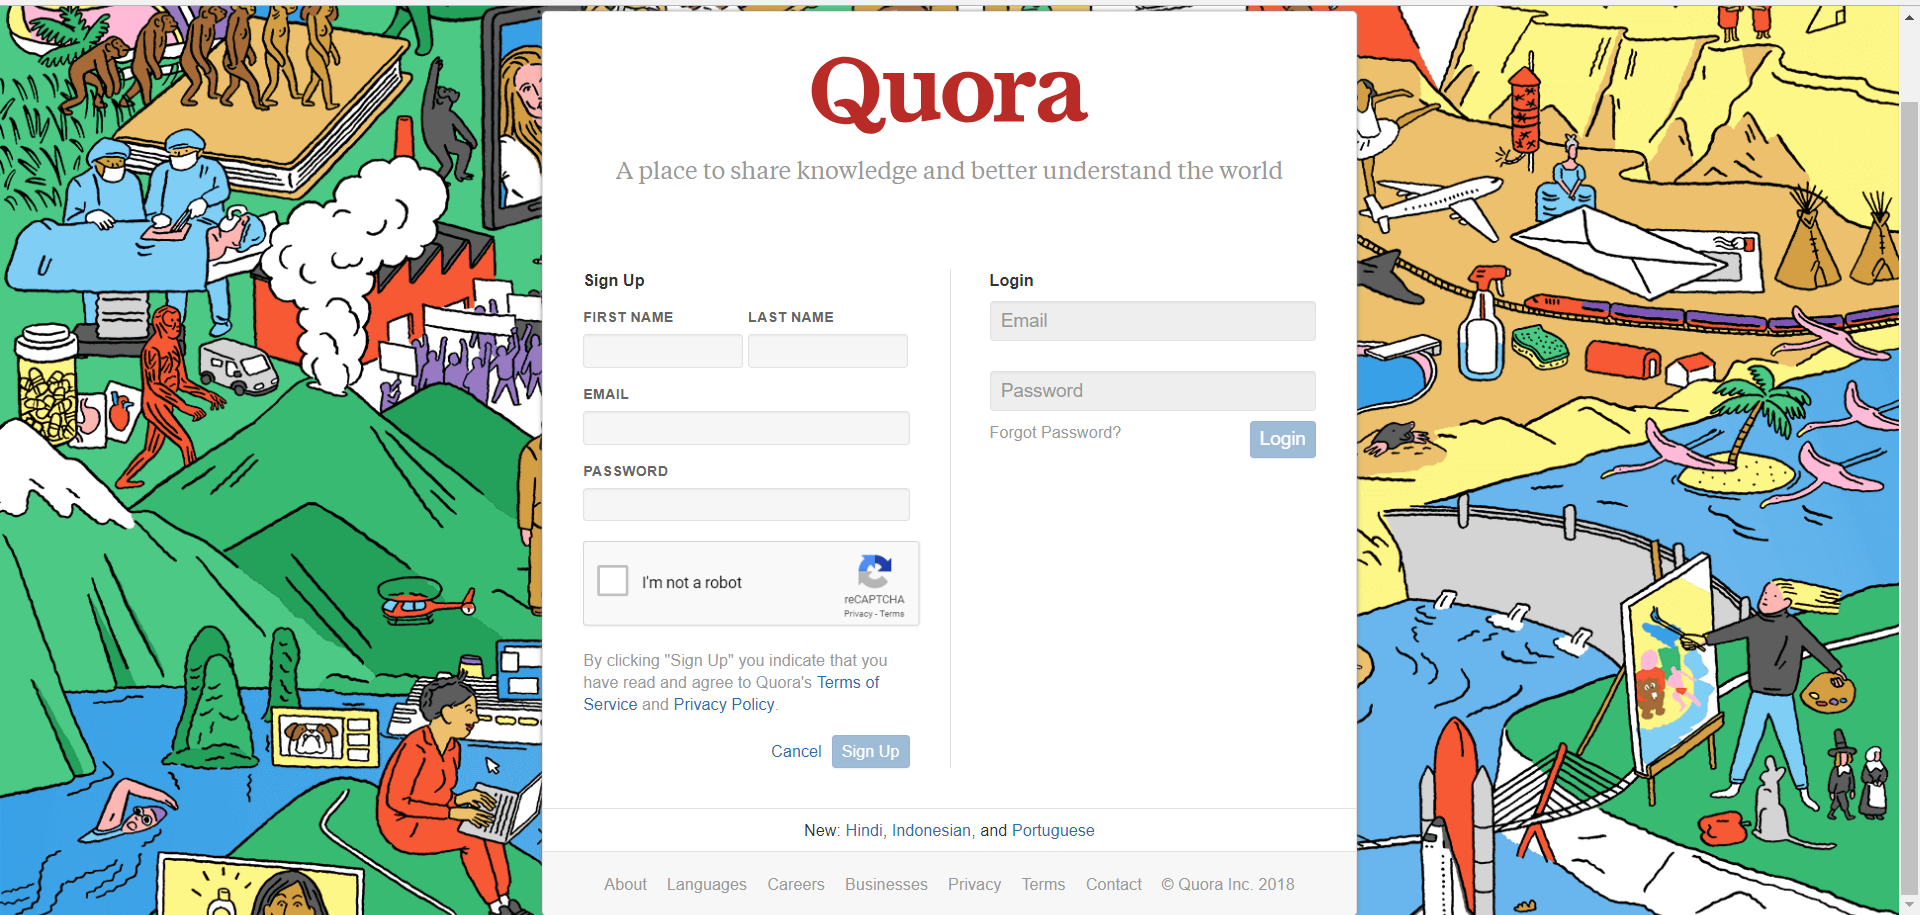 Quora
A place to share knowledge and better understand the world
Sign Up
FIRST NAME
LAST NAME
EMAIL
PASSWORD
I'm not a robot
reCAPTCHA
Privacy - Terms
By clicking "Sign Up" you indicate that you
have read and agree to Quora's Terms of
Service and Privacy Policy.
Cancel
Sign Up
Login
Email
Password
Forgot Password?
Login
New: Hindi, Indonesian, and Portuguese
About Languages Careers Businesses Privacy Terms Contact © Quora Inc. 2018